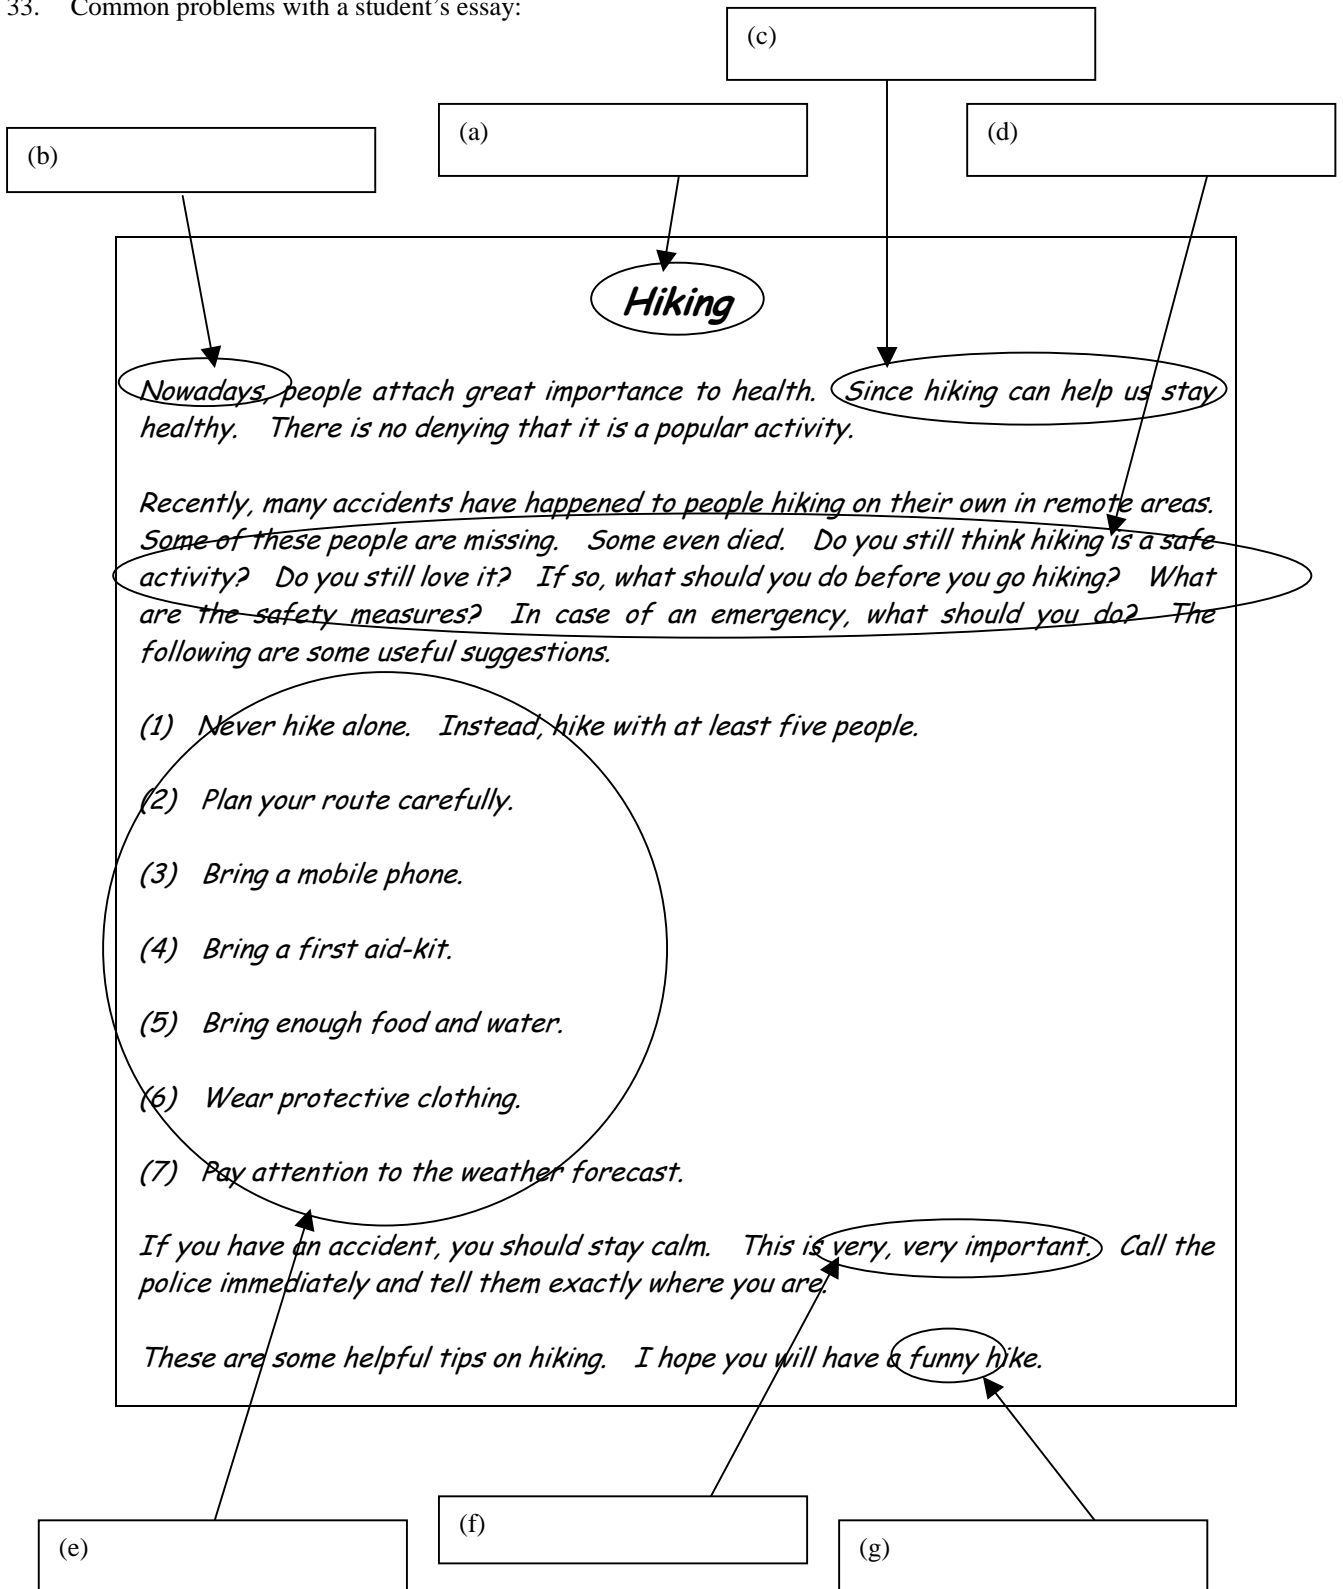 33. Common problems with a student's essay:
(c)
(a)
(d)
(b)
Hiking
Nowadays, people attach great importance to health. Since hiking can help us stay
healthy. There is no denying that it is a popular activity.
Recently, many accidents have happened to people hiking on their own in remote areas.
Some of these people are missing. Some even died. Do you still think hiking is a safe
activity? Do you still love it? If so, what should you do before you go hiking? What
are the safety measures? In case of an emergency, what should you do? The
following are some useful suggestions.
(1) Never hike alone. Instead, hike with at least five people.
(2) Plan your route carefully.
(3) Bring a mobile phone.
(4) Bring a first aid-kit.
(5) Bring enough food and water.
(6) Wear protective clothing.
(7) Pay attention to the weather forecast.
If you have an accident, you should stay calm. This is very, very important. Call the
police immediately and tell them exactly where you are.
These are some helpful tips on hiking. I hope you will have a funny hike.
(f)
(e)
(g)